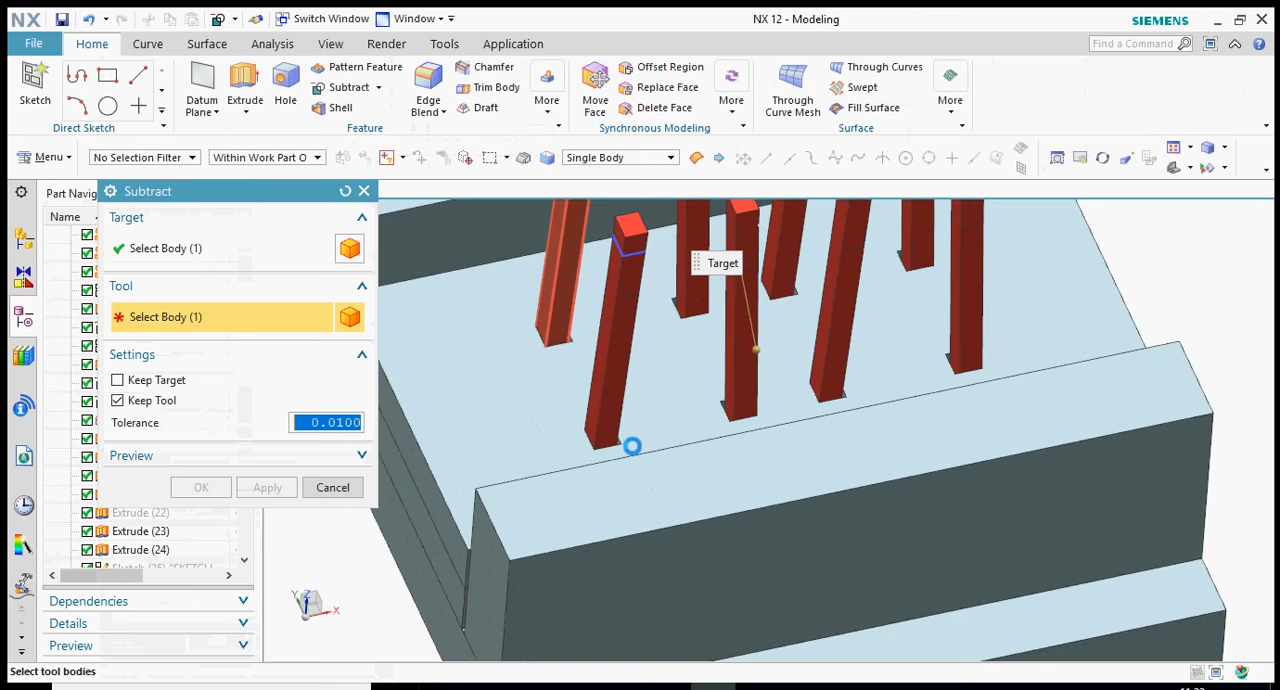 NX
Switch Window
Window
NX 12 - Modeling
SIEMENS
File
Home
Curve
Surface
Analysis
View
Render
Tools
Application
Find a Command
Sketch
Direct Sketch
Datum Plane
Extrude
Hole
Pattern Feature
Subtract
Shell
Edge Blend
Chamfer
Trim Body
Draft
More
Feature
Move Face
Offset Region
Replace Face
Delete Face
More
Synchronous Modeling
Through Curve Mesh
Through Curves
Swept
Fill Surface
More
Surface
Menu
No Selection Filter
Within Work Part O
Single Body
Part Navig
Name
Subtract
Target
Select Body (1)
Tool
Select Body (1)
Settings
Keep Target
Keep Tool
Tolerance
0.0100
Preview
OK
Apply
Cancel
Extrude (22)
Extrude (23)
Extrude (24)
Sketch (25) "SKETCH
Dependencies
Details
Preview
Target
Y
Z
X
Select tool bodies